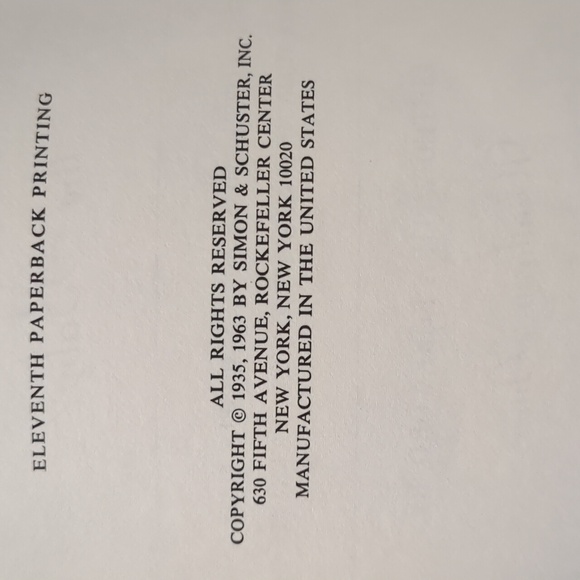 ELEVENTH PAPERBACK PRINTING
ALL RIGHTS RESERVED
COPYRIGHT © 1935, 1963 BY SIMON & SCHUSTER, INC.
630 FIFTH AVENUE, ROCKEFELLER CENTER
NEW YORK, NEW YORK 10020
MANUFACTURED IN THE UNITED STATES